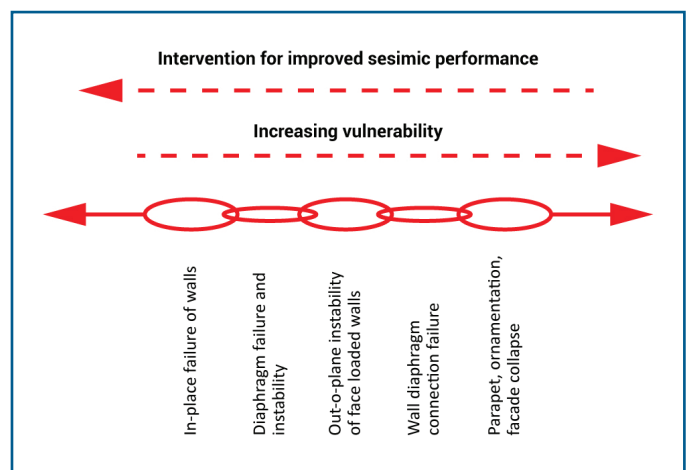 Intervention for improved sesimic performance
Increasing vulnerability
In-place failure of walls
Diaphragm failure and
instability
Out-o-plane instability
of face loaded walls
Wall diaphragm
connection failure
Parapet, ornamentation,
facade collapse